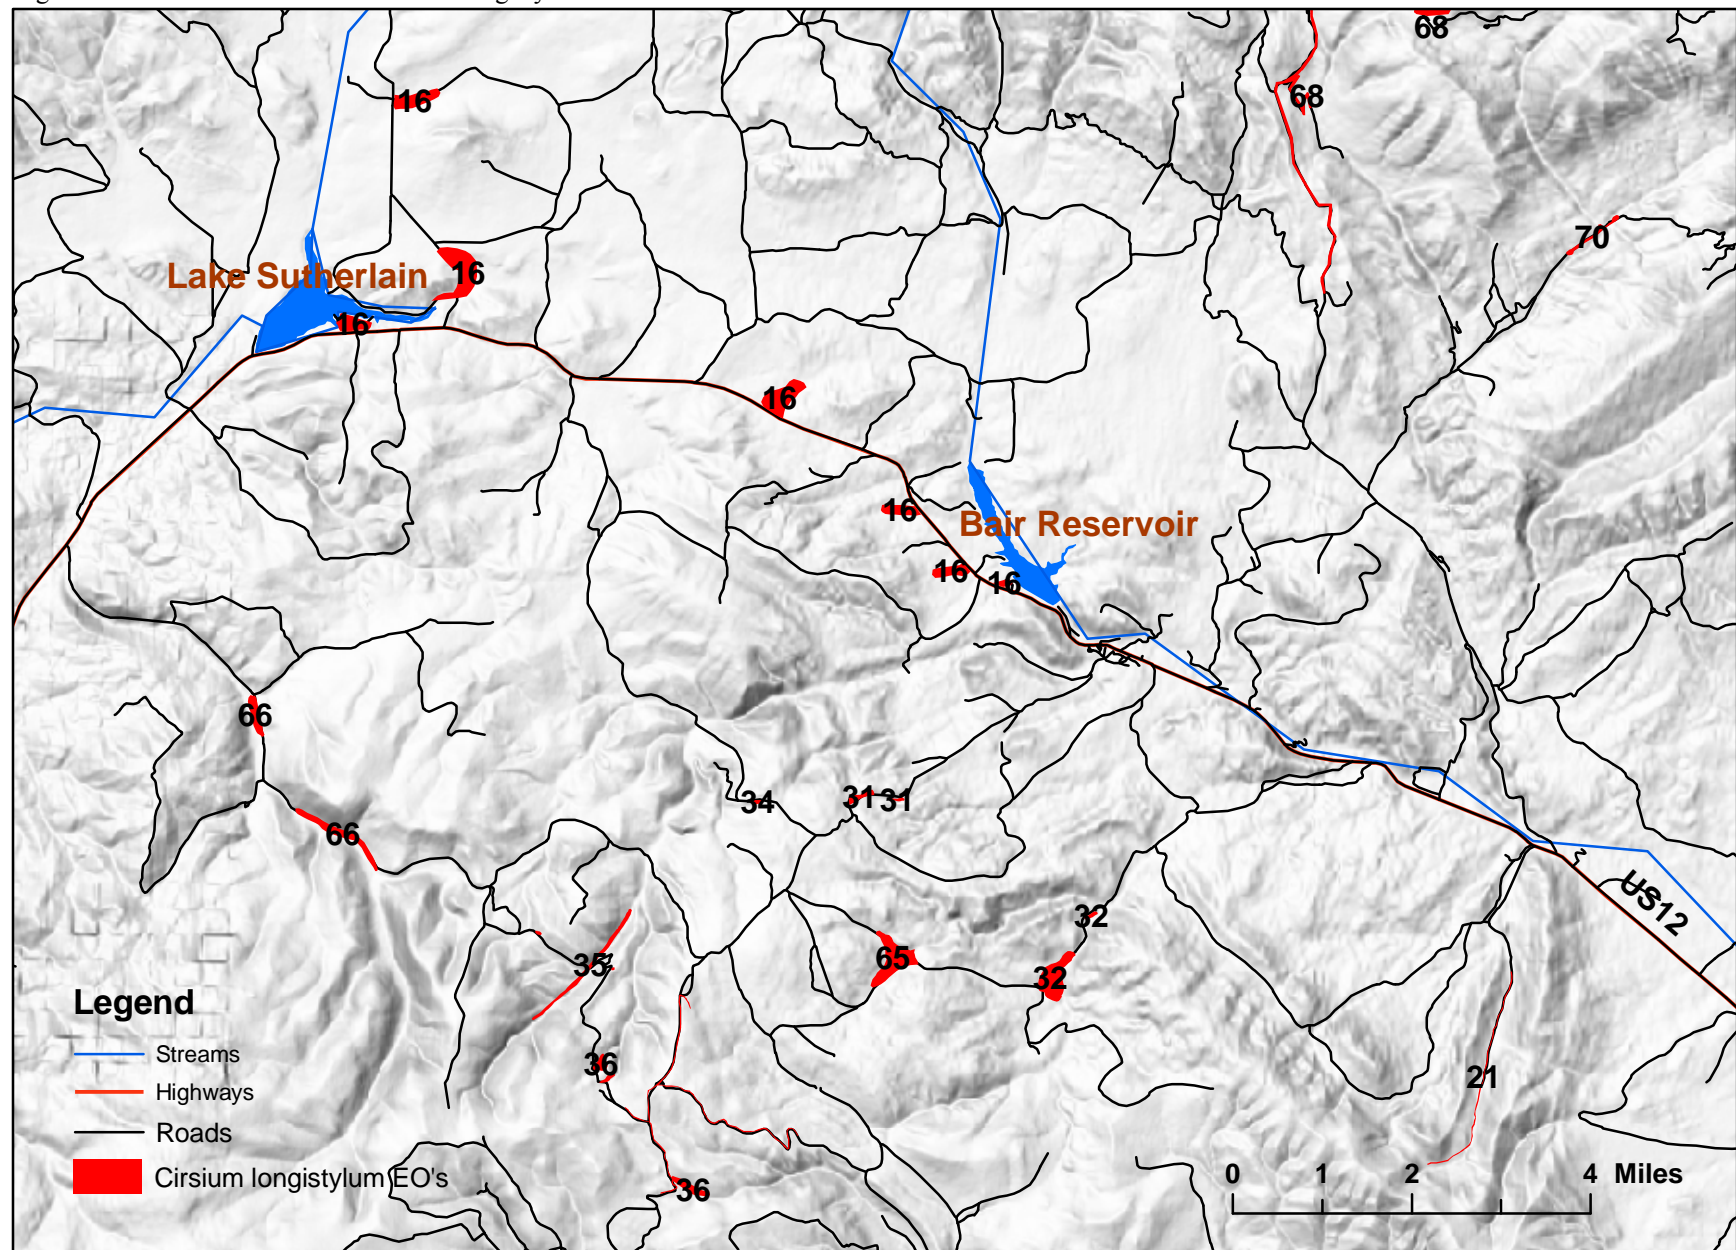 68
16
68
70
Lake Sutherlain
16
16
16
16
Bair Reservoir
16
16
66
34
31
31
66
US12
32
65
35
32
Legend
Streams
36
21
Highways
Roads
0 1 2 4 Miles
Cirsium longistylum EO's
36